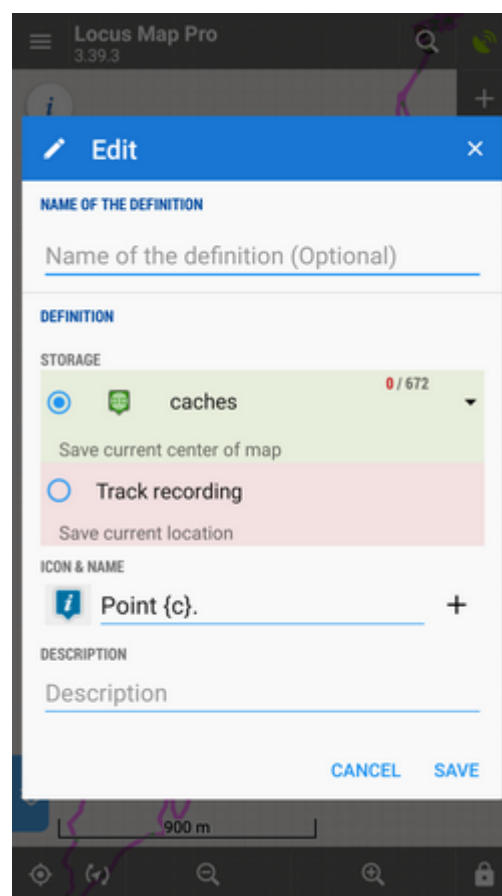 Locus Map Pro
3.39.3
i
Edit
NAME OF THE DEFINITION
Name of the definition (Optional)
DEFINITION
STORAGE
0 / 672
caches
Save current center of map
Track recording
Save current location
ICON & NAME
i Point {c}.
DESCRIPTION
Description
CANCEL SAVE
900 m